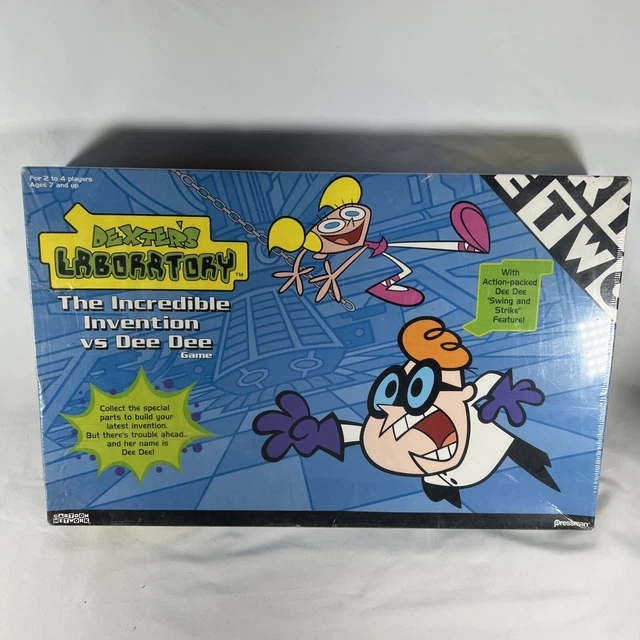 For 2 to 4 players
Ages 7 and up
DEXTER'S
LABORATORY™
The Incredible
Invention
vs Dee Dee
Game
Collect the special
parts to build your
latest invention.
But there's trouble ahead...
and her name is
Dee Dee!
With
Action-packed
Dee Dee
"Swing and
Strike"
Feature!
ETW
CARTOON
NETWORK
Pressman